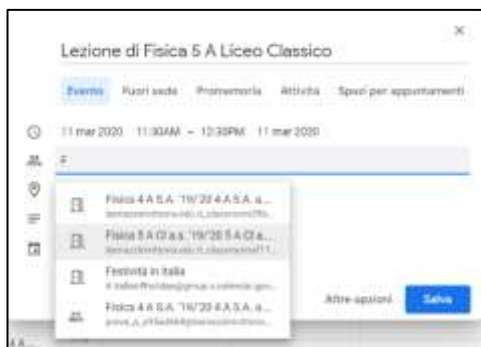 Lezione di Fisica 5 A Liceo Classico
Evento Fuori sede Promemoria Attività Spazi per appuntamenti
11 mar 2020 11:30AM – 12:30PM 11 mar 2020
F
Fisica 4 A S.A. '19/'20 4 A S.A. a...
Fisica 5 A Cl a.s. '19/'20 5 A Cl a...
Festività in Italia
Fisica 4 A S.A. '19/'20 4 A S.A. a...
Altre opzioni Salva